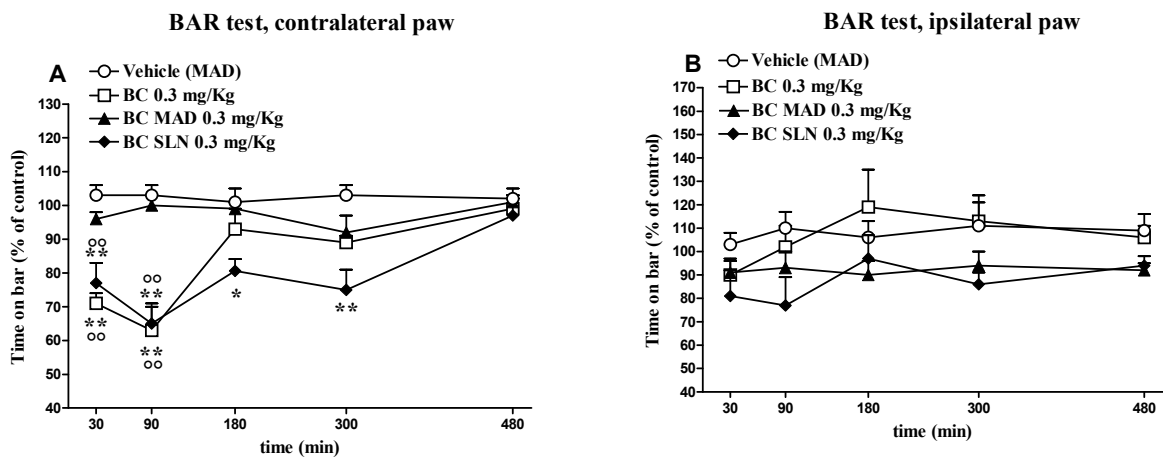 BAR test, contralateral paw
A
Vehicle (MAD)
BC 0.3 mg/Kg
BC MAD 0.3 mg/Kg
BC SLN 0.3 mg/Kg
Time on bar (% of control)
130
120
110
100
90
80
70
60
50
40
°°
**
**
°°
°°
**
**
°°
*
**
30
90
180
300
480
time (min)
BAR test, ipsilateral paw
B
Vehicle (MAD)
BC 0.3 mg/Kg
BC MAD 0.3 mg/Kg
BC SLN 0.3 mg/Kg
Time on bar (% of control)
170
160
150
140
130
120
110
100
90
80
70
60
50
40
30
90
180
300
480
time (min)